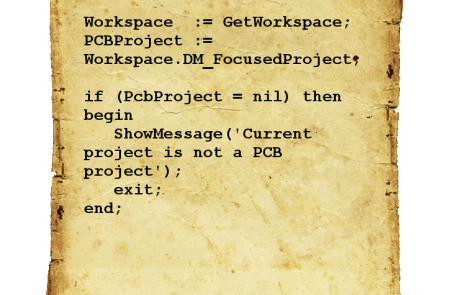 Workspace  := GetWorkspace;
PCBProject :=
Workspace.DM_FocusedProject;
if (PcbProject = nil) then
begin
   ShowMessage('Current
project is not a PCB
project');
   exit;
end;